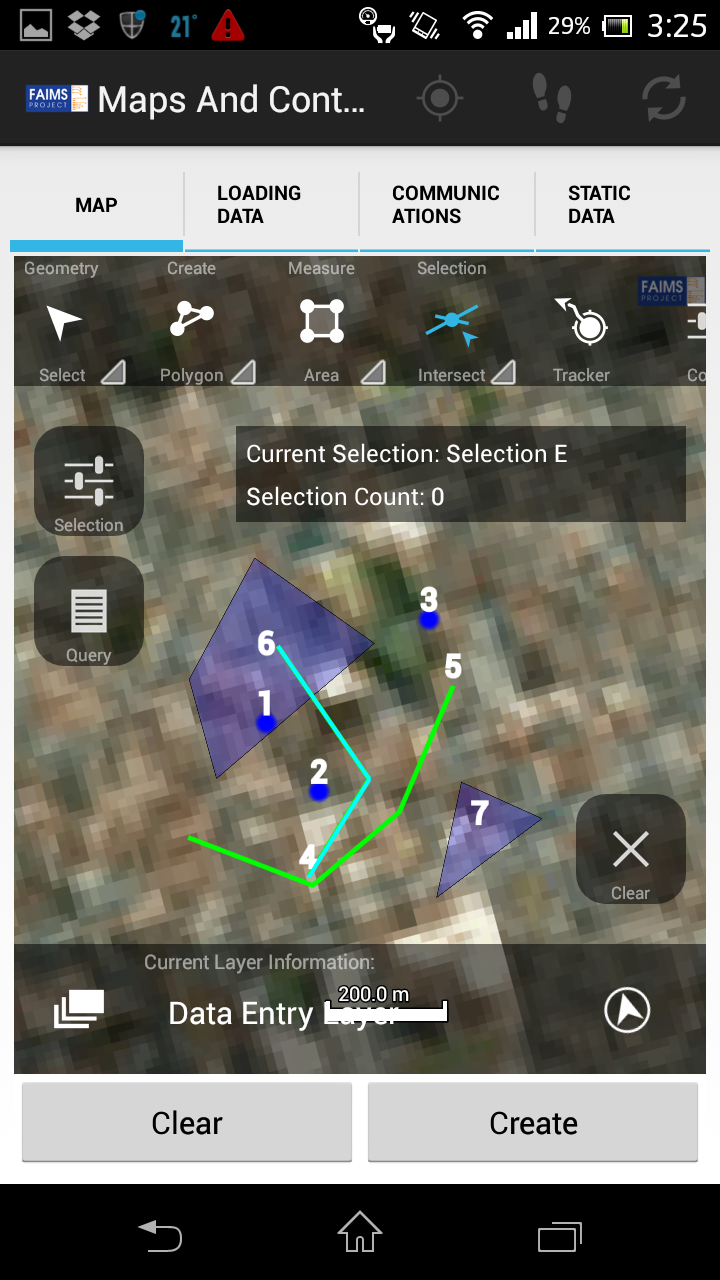 21°
29%
3:25
FAIMS
PROJECT
Maps And Cont...
MAP
LOADING
DATA
COMMUNIC
ATIONS
STATIC
DATA
Geometry
Create
Measure
Selection
FAIMS
PROJECT
Select
Polygon
Area
Intersect
Tracker
Co
Selection
Current Selection: Selection E
Selection Count: 0
Query
3
6
5
1
2
7
4
Clear
Current Layer Information:
200.0 m
Data Entry Layer
Clear
Create